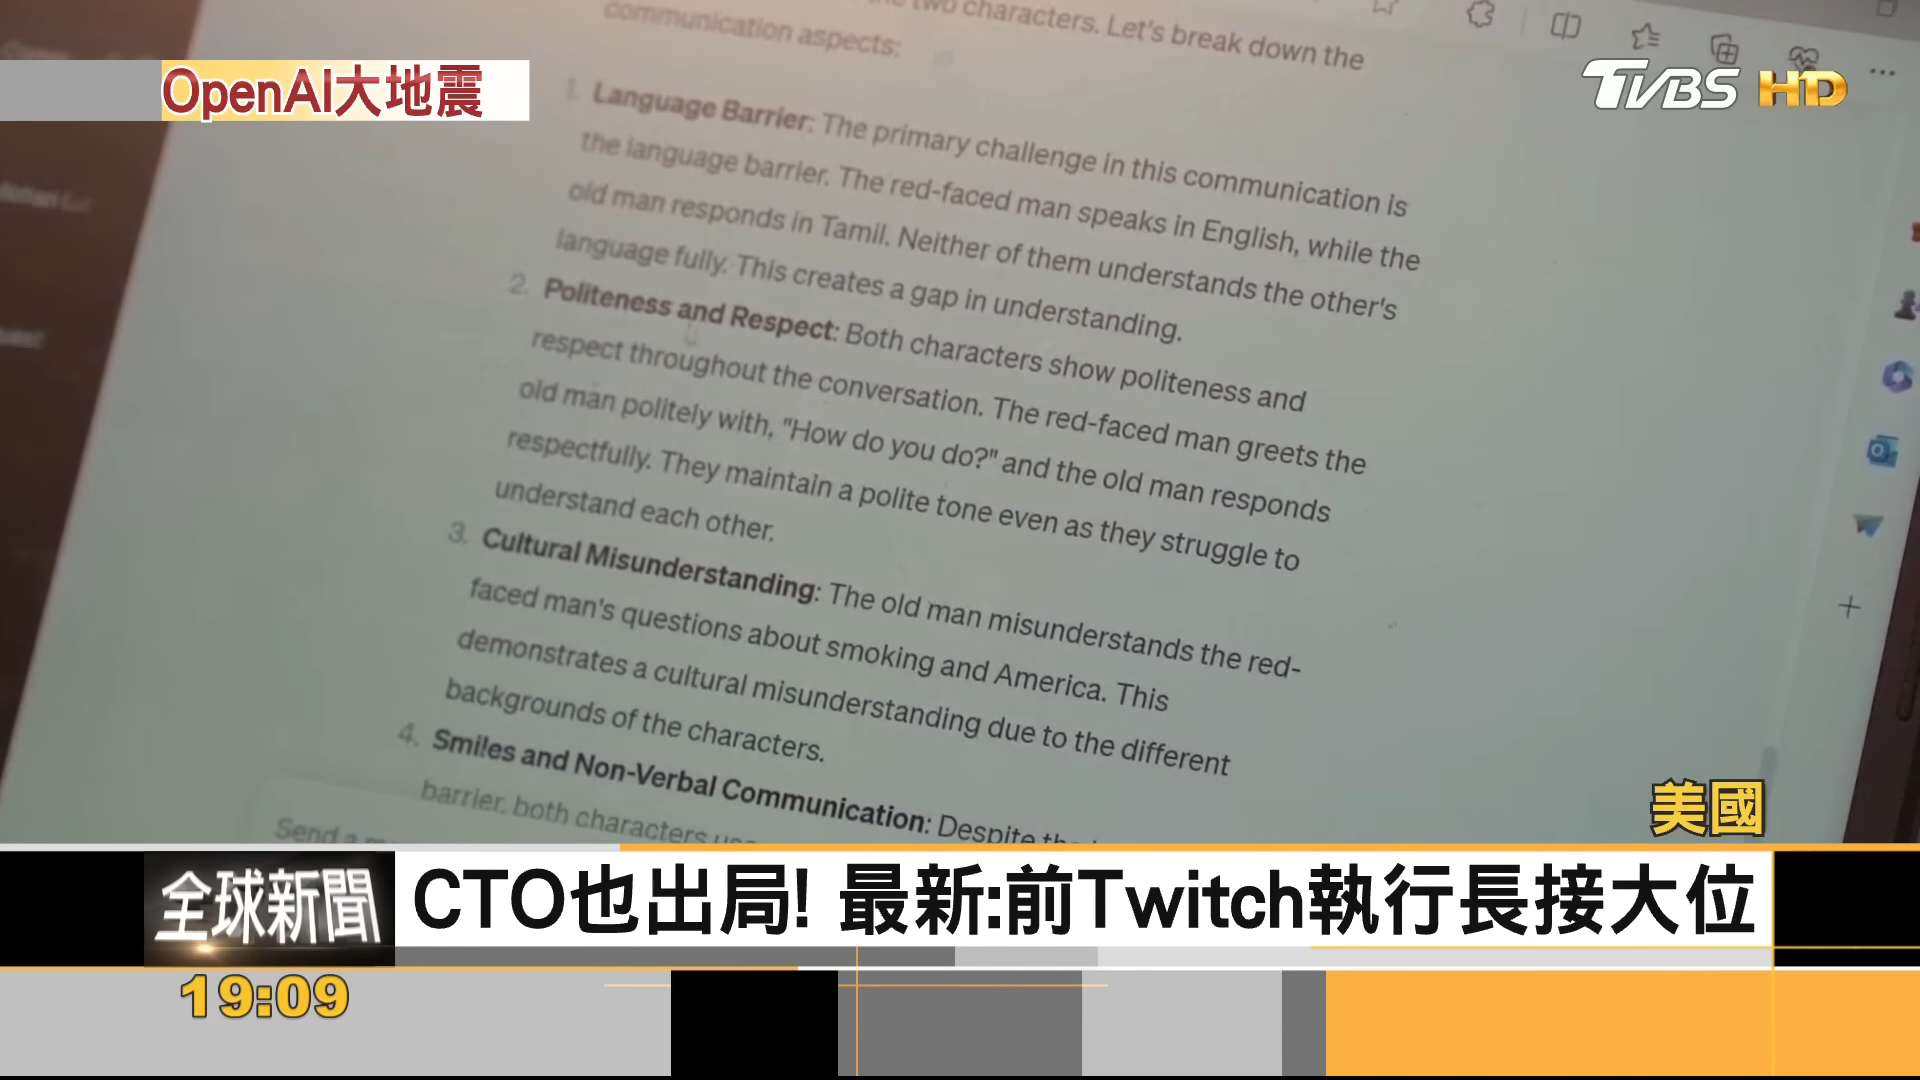 OpenAI大地震
TVBS HD
two characters. Let's break down the
communication aspects:
1. Language Barrier: The primary challenge in this communication is
the language barrier. The red-faced man speaks in English, while the
old man responds in Tamil. Neither of them understands the other's
language fully. This creates a gap in understanding.
2. Politeness and Respect: Both characters show politeness and
respect throughout the conversation. The red-faced man greets the
old man politely with, "How do you do?" and the old man responds
respectfully. They maintain a polite tone even as they struggle to
understand each other.
3. Cultural Misunderstanding: The old man misunderstands the red-
faced man's questions about smoking and America. This
demonstrates a cultural misunderstanding due to the different
backgrounds of the characters.
4. Smiles and Non-Verbal Communication: Despite
barrier, both characters
Send a
美國
全球新聞
CTO也出局! 最新:前Twitch執行長接大位
19:09